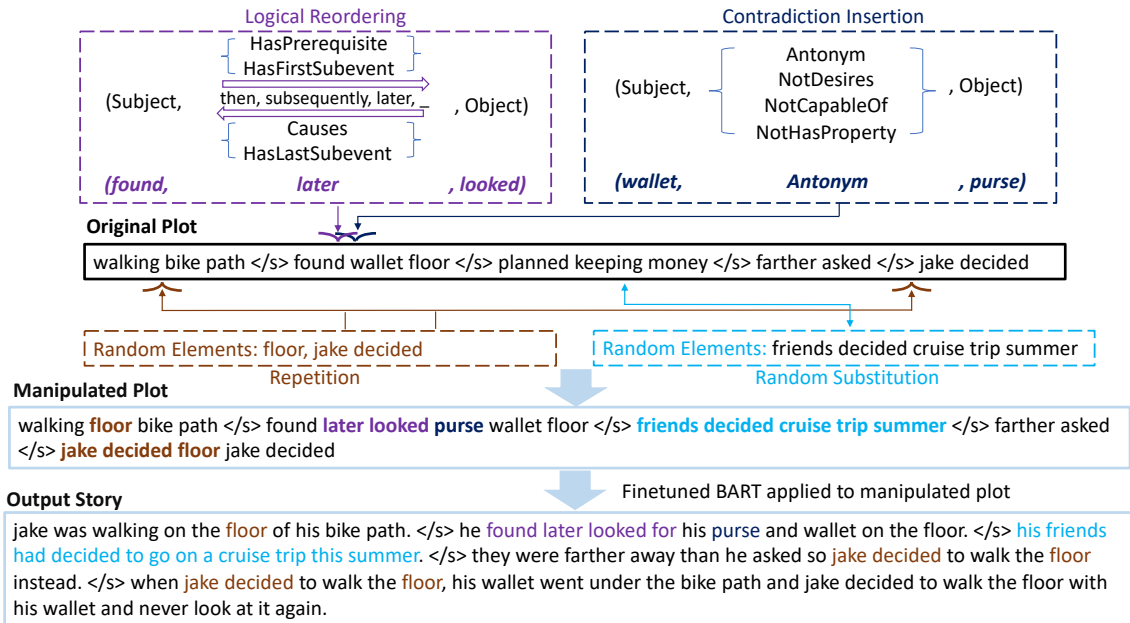 Logical Reordering
Contradiction Insertion
HasPrerequisite
HasFirstSubevent
(Subject,
then, subsequently, later, _
, Object)
Causes
HasLastSubevent
(found, later , looked)
Antonym
NotDesires
(Subject,
, Object)
NotCapableOf
NotHasProperty
(wallet, Antonym , purse)
Original Plot
walking bike path </s> found wallet floor </s> planned keeping money </s> farther asked </s> jake decided
Random Elements: floor, jake decided
Repetition
Random Elements: friends decided cruise trip summer
Random Substitution
Manipulated Plot
walking floor bike path </s> found later looked purse wallet floor </s> friends decided cruise trip summer </s> farther asked
</s> jake decided floor jake decided
Finetuned BART applied to manipulated plot
Output Story
jake was walking on the floor of his bike path. </s> he found later looked for his purse and wallet on the floor. </s> his friends
had decided to go on a cruise trip this summer. </s> they were farther away than he asked so jake decided to walk the floor
instead. </s> when jake decided to walk the floor, his wallet went under the bike path and jake decided to walk the floor with
his wallet and never look at it again.